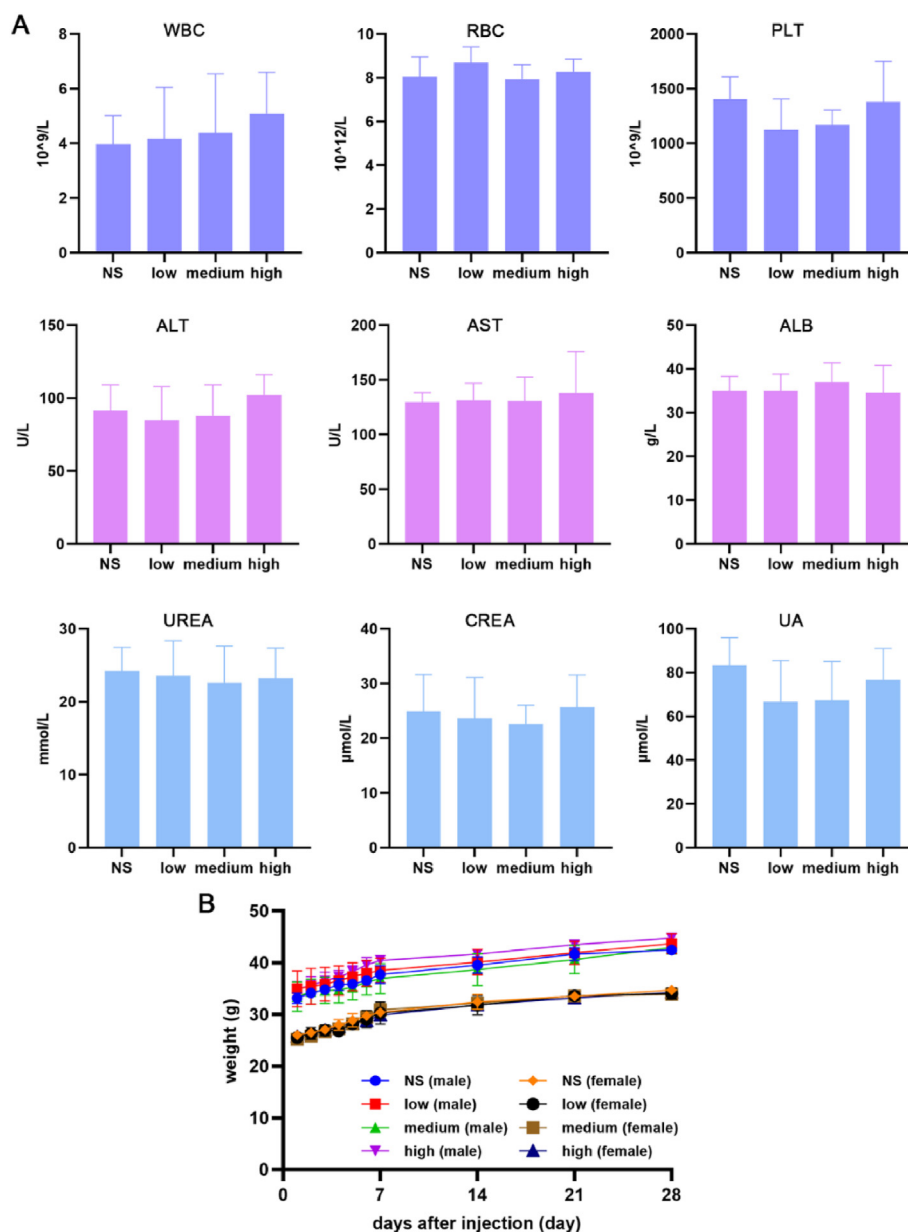 A
WBC
RBC
PLT
8
6
4
2
0
10^9/L
NS low medium high
10
8
6
4
2
0
10^12/L
NS low medium high
2000
1500
1000
500
0
10^9/L
NS low medium high
ALT
AST
ALB
150
100
50
0
U/L
NS low medium high
200
150
100
50
0
U/L
NS low medium high
50
40
30
20
10
0
g/L
NS low medium high
UREA
CREA
UA
30
20
10
0
mmol/L
NS low medium high
40
30
20
10
0
μmol/L
NS low medium high
100
80
60
40
20
0
μmol/L
NS low medium high
B
50
40
30
20
10
0
weight (g)
NS (male)
NS (female)
low (male)
low (female)
medium (male)
medium (female)
high (male)
high (female)
0 7 14 21 28
days after injection (day)